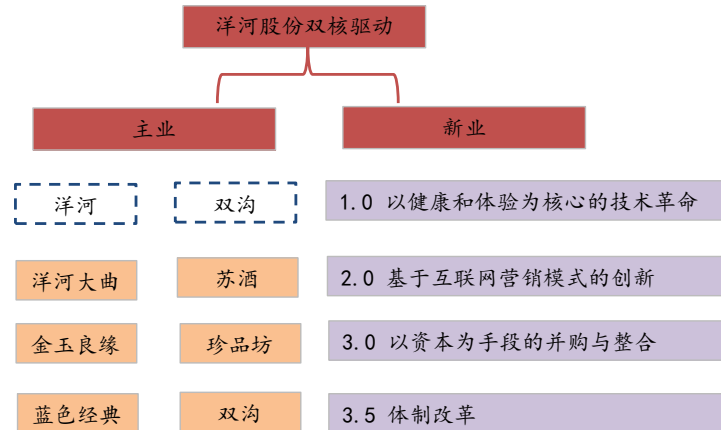 洋河股份双核驱动
主业
新业
洋河
双沟
1.0 以健康和体验为核心的技术革命
洋河大曲
苏酒
2.0 基于互联网营销模式的创新
金玉良缘
珍品坊
3.0 以资本为手段的并购与整合
蓝色经典
双沟
3.5 体制改革